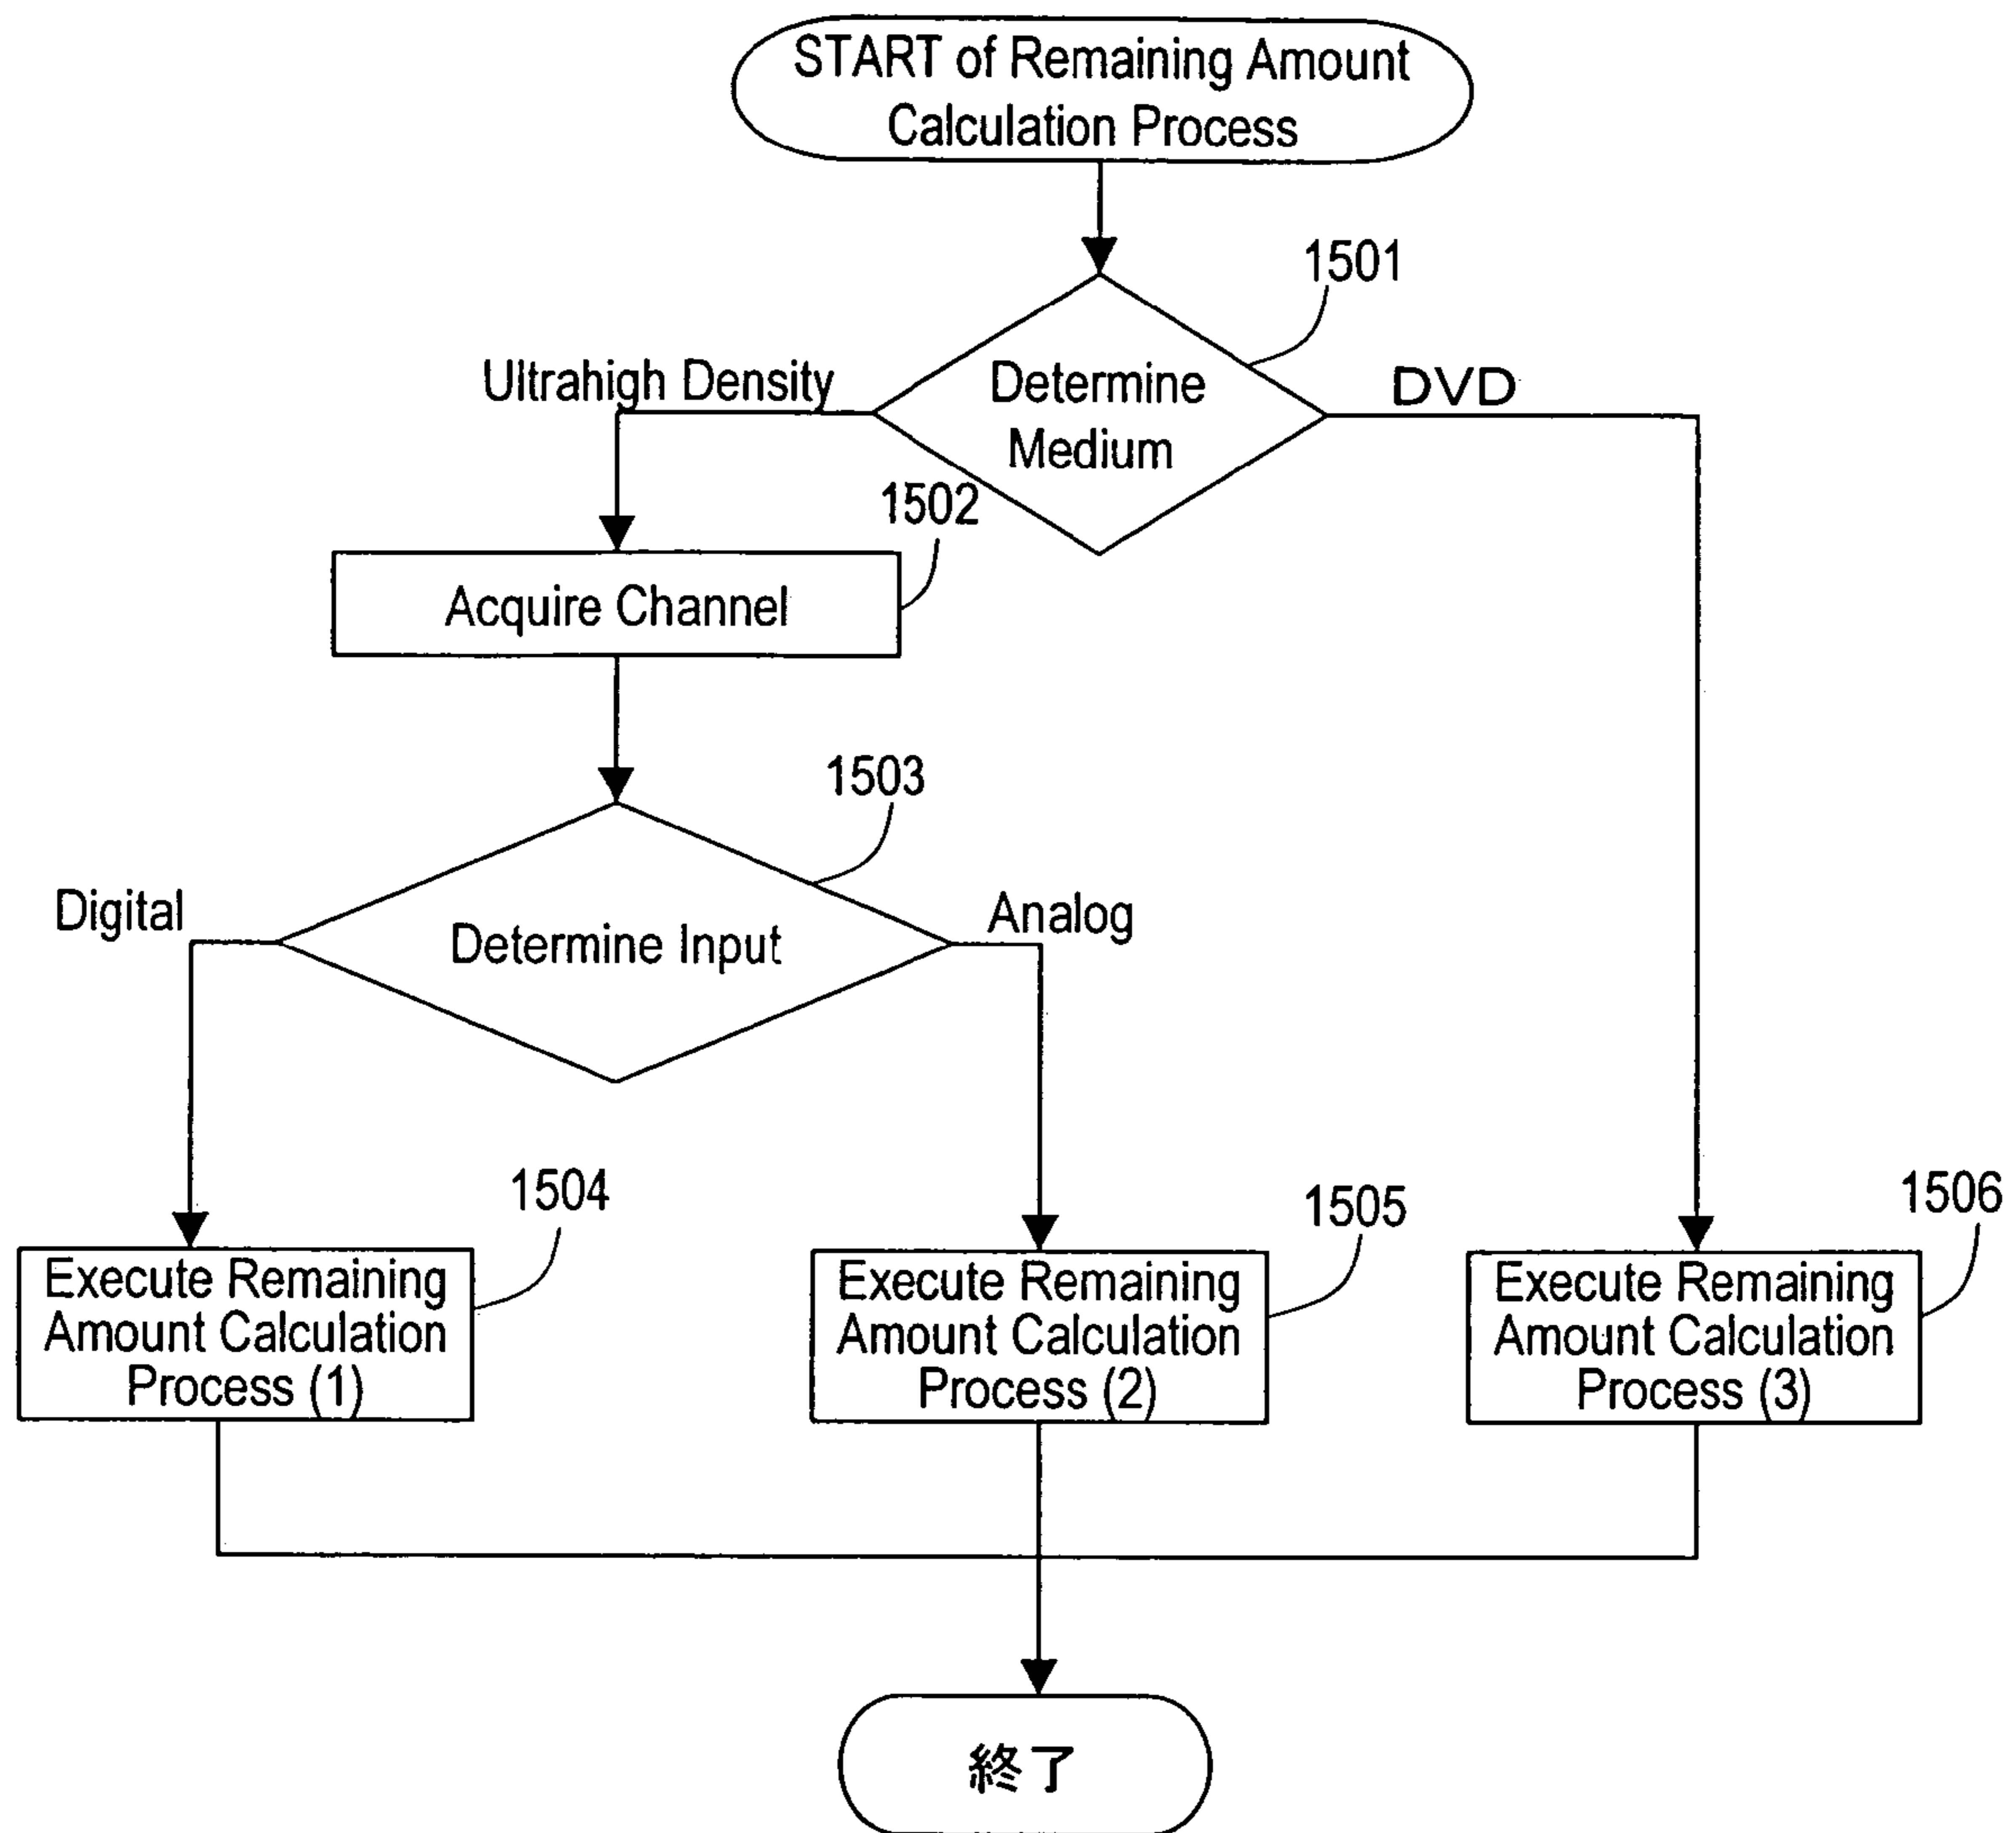 START of Remaining Amount
Calculation Process
1501
Ultrahigh Density
Determine
Medium
DVD
1502
Acquire Channel
1503
Digital
Determine Input
Analog
1504
1505
1506
Execute Remaining
Amount Calculation
Process (1)
Execute Remaining
Amount Calculation
Process (2)
Execute Remaining
Amount Calculation
Process (3)
終了